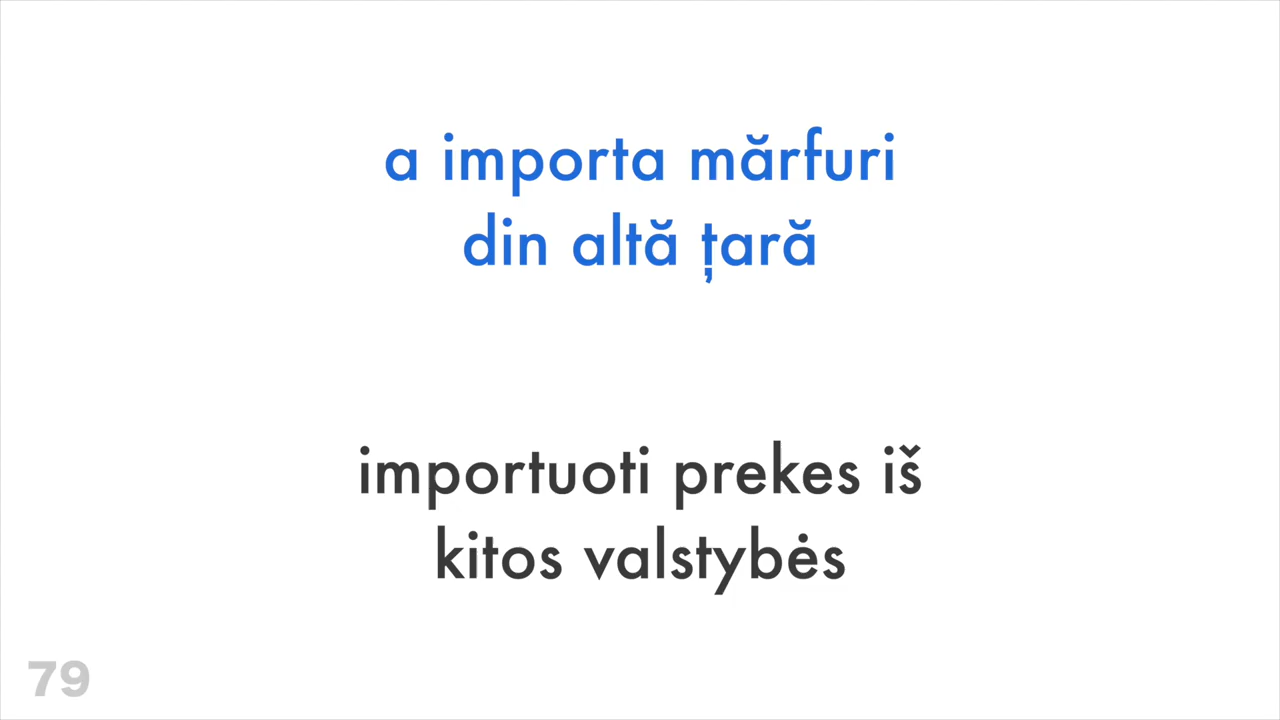 a importa mărfuri
din altă țară
importuoti prekes iš
kitos valstybės
79